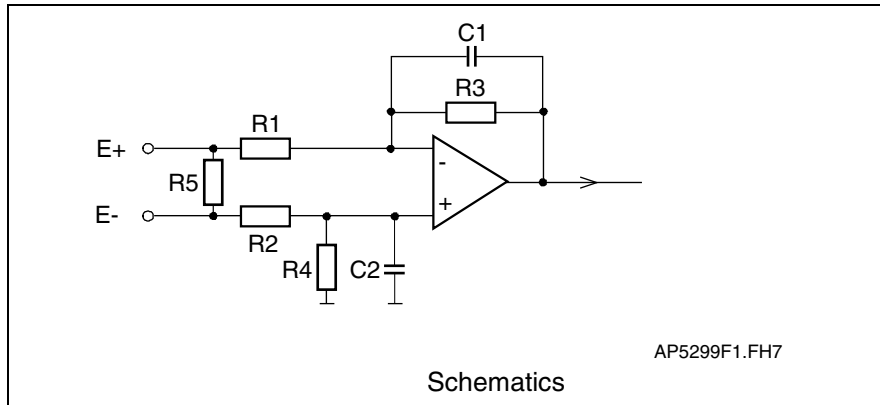 C1
R3
R1
E+
-
R5
+
E-
R2
R4
C2
AP5299F1.FH7
Schematics